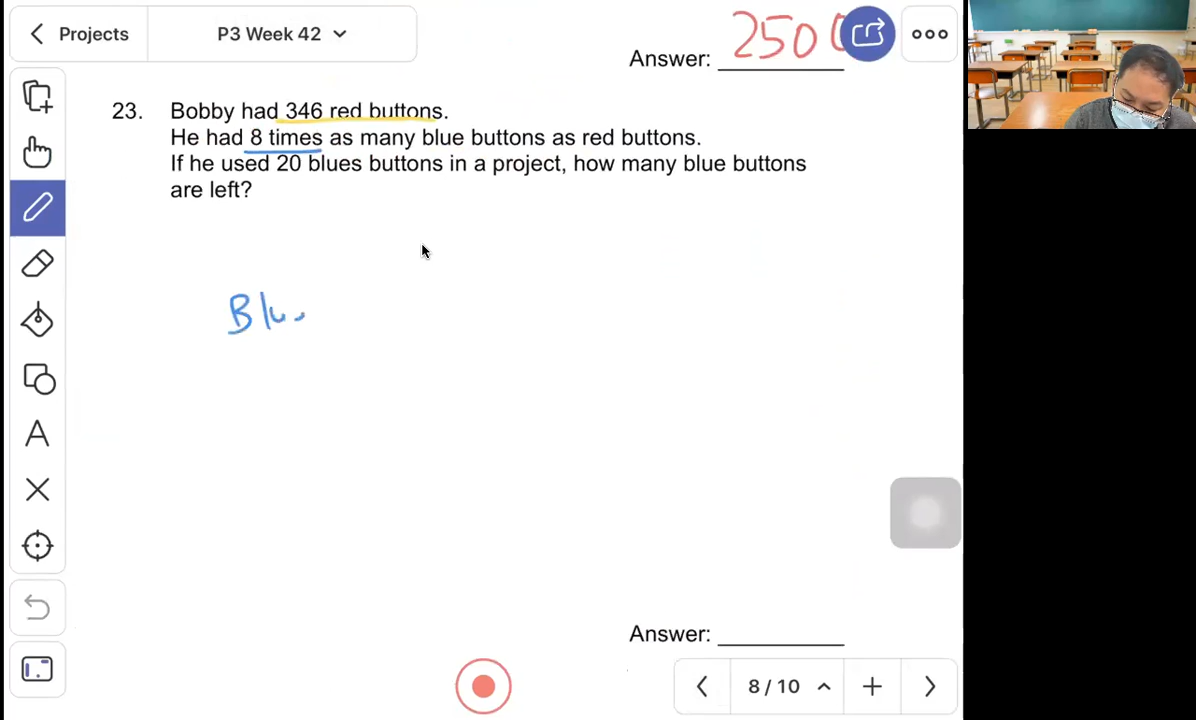 Projects
P3 Week 42
Answer: 250
23. Bobby had 346 red buttons.
He had 8 times as many blue buttons as red buttons.
If he used 20 blues buttons in a project, how many blue buttons
are left?
Blu
A
Answer:
8 / 10